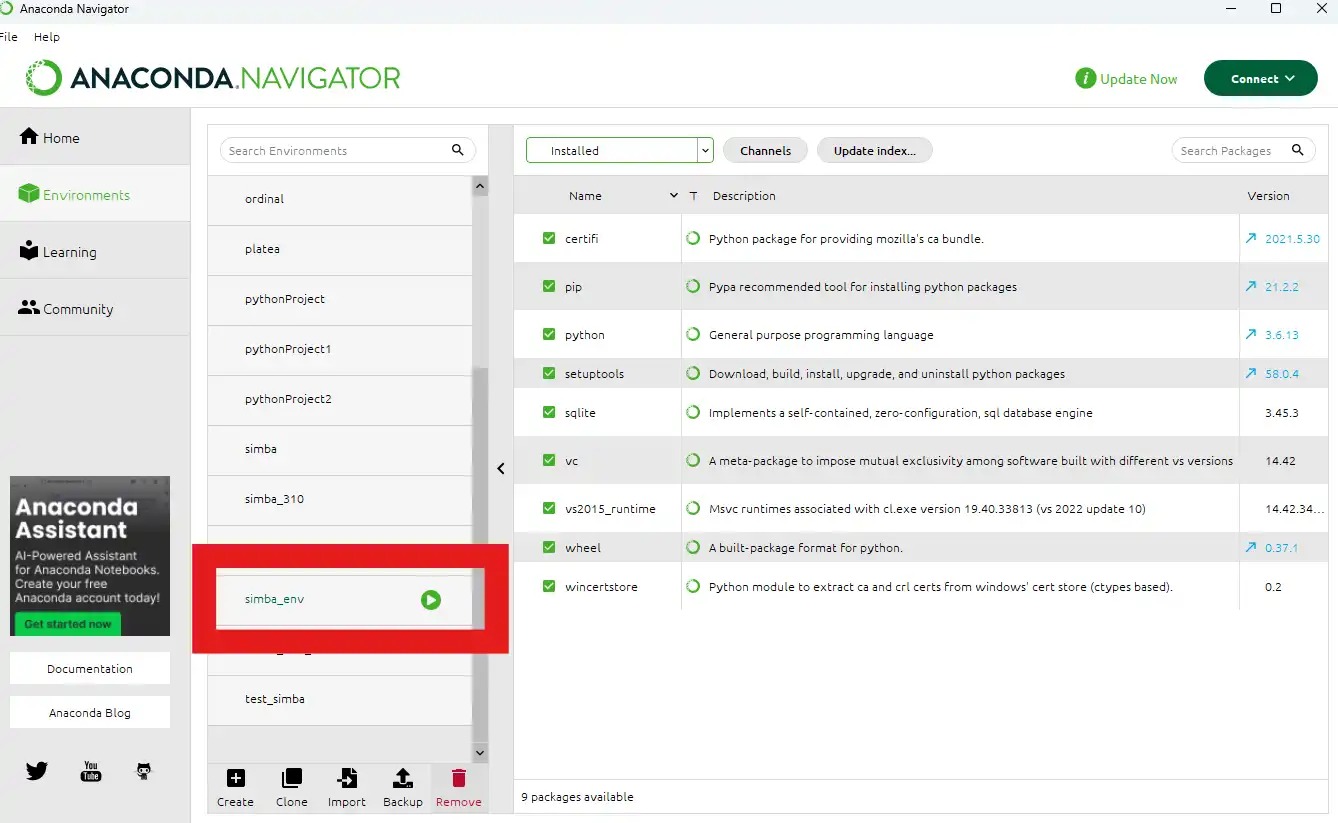 Anaconda Navigator
File Help
ANACONDA.NAVIGATOR
i Update Now
Connect
Home
Environments
Learning
Community
Anaconda
Assistant
AI-Powered Assistant
for Anaconda Notebooks.
Create your free
Anaconda account today!
Get started now
Documentation
Anaconda Blog
You
Tube
Search Environments
ordinal
platea
pythonProject
pythonProject1
pythonProject2
simba
simba_310
simba_env
test_simba
Create Clone Import Backup Remove
Installed Channels Update index... Search Packages
Name T Description Version
certifi Python package for providing mozilla's ca bundle. 2021.5.30
pip Pypa recommended tool for installing python packages 21.2.2
python General purpose programming language 3.6.13
setuptools Download, build, install, upgrade, and uninstall python packages 58.0.4
sqlite Implements a self-contained, zero-configuration, sql database engine 3.45.3
vc A meta-package to impose mutual exclusivity among software built with different vs versions 14.42
vs2015_runtime Msvc runtimes associated with cl.exe version 19.40.33813 (vs 2022 update 10) 14.42.34...
wheel A built-package format for python. 0.37.1
wincertstore Python module to extract ca and crl certs from windows' cert store (ctypes based). 0.2
9 packages available